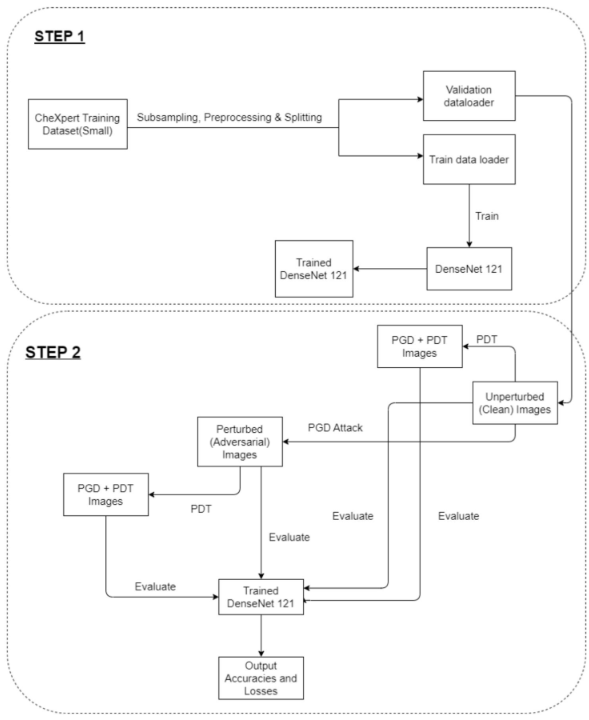 STEP 1
CheXpert Training
Dataset(Small)
Subsampling, Preprocessing & Splitting
Validation
dataloader
Train data loader
Train
DenseNet 121
Trained
DenseNet 121
STEP 2
PGD + PDT
Images
PDT
Unperturbed
(Clean) Images
PGD Attack
Perturbed
(Adversarial)
Images
PGD + PDT
Images
PDT
Evaluate
Evaluate
Evaluate
Evaluate
Trained
DenseNet 121
Output
Accuracies and
Losses